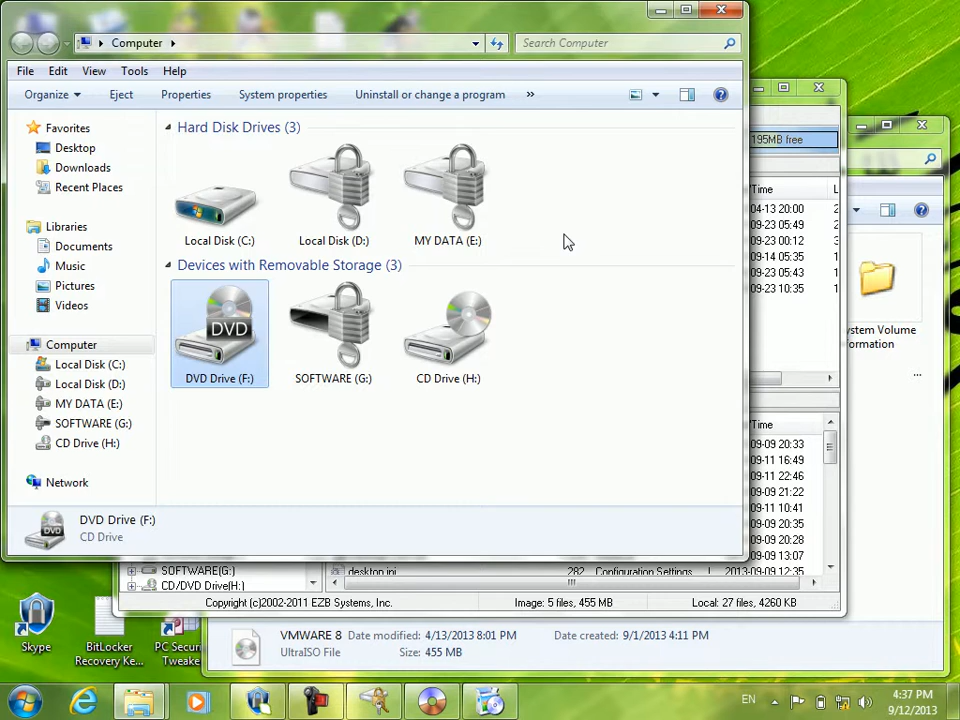 Computer
Search Computer
File Edit View Tools Help
Organize Eject Properties System properties Uninstall or change a program »
Favorites
Desktop
Downloads
Recent Places
Libraries
Documents
Music
Pictures
Videos
Computer
Local Disk (C:)
Local Disk (D:)
MY DATA (E:)
SOFTWARE (G:)
CD Drive (H:)
Network
Hard Disk Drives (3)
Local Disk (C:) Local Disk (D:) MY DATA (E:)
Devices with Removable Storage (3)
DVD
DVD Drive (F:) SOFTWARE (G:) CD Drive (H:)
DVD
DVD Drive (F:)
CD Drive
195MB free
/Time
04-13 20:00
09-23 05:49
09-23 00:12
09-14 05:35
09-23 05:43
09-23 10:35
/Time
09-09 20:33
09-11 16:49
09-11 22:46
09-09 21:22
09-11 10:41
09-09 20:35
09-09 20:28
09-09 13:07
SOFTWARE(G:)
CD/DVD Drive(H:)
desktop.ini 282 Configuration Settings 2013-09-09 12:35
Copyright (c)2002-2011 EZB Systems, Inc. Image: 5 files, 455 MB Local: 27 files, 4260 KB
ystem Volume
formation
...
VMWARE 8 Date modified: 4/13/2013 8:01 PM Date created: 9/1/2013 4:11 PM
UltraISO File Size: 455 MB
Skype
BitLocker
Recovery Ke...
PC Securi
Tweake
EN
4:37 PM
9/12/2013